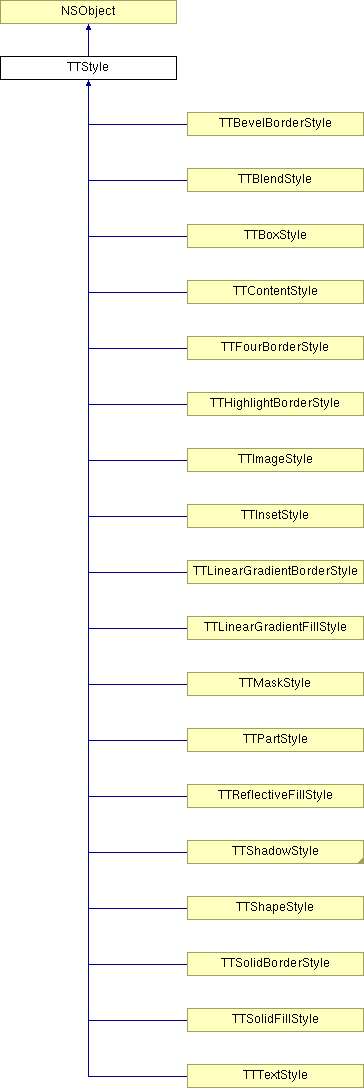 NSObject
TTStyle
TTBevelBorderStyle
TTBlendStyle
TTBoxStyle
TTContentStyle
TTFourBorderStyle
TTHighlightBorderStyle
TTImageStyle
TTInsetStyle
TTLinearGradientBorderStyle
TTLinearGradientFillStyle
TTMaskStyle
TTPartStyle
TTReflectiveFillStyle
TTShadowStyle
TTShapeStyle
TTSolidBorderStyle
TTSolidFillStyle
TTTextStyle